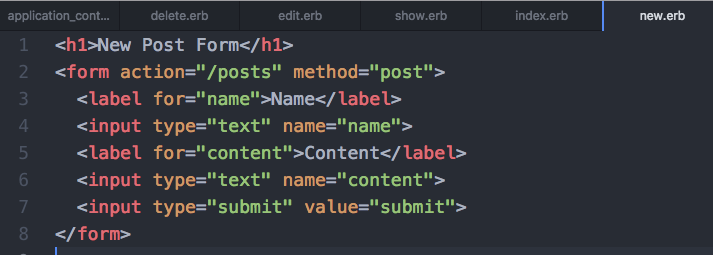 application_cont... delete.erb edit.erb show.erb index.erb new.erb
1 <h1>New Post Form</h1>
2 <form action="/posts" method="post">
3   <label for="name">Name</label>
4   <input type="text" name="name">
5   <label for="content">Content</label>
6   <input type="text" name="content">
7   <input type="submit" value="submit">
8 </form>